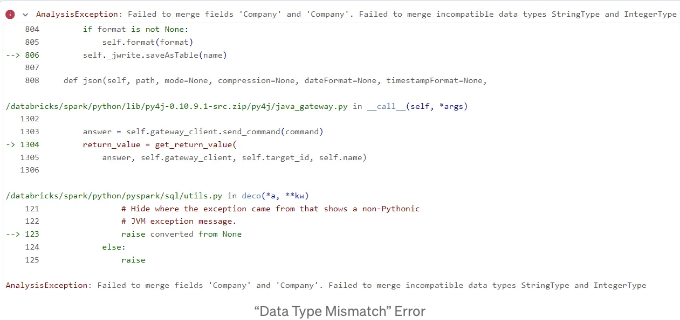 AnalysisException: Failed to merge fields 'Company' and 'Company'. Failed to merge incompatible data types StringType and IntegerType
804 if format is not None:
805 self.format(format)
--> 806 self._jwrite.saveAsTable(name)
807
808 def json(self, path, mode=None, compression=None, dateFormat=None, timestampFormat=None,
/databricks/spark/python/lib/py4j-0.10.9.1-src.zip/py4j/java_gateway.py in __call__(self, *args)
1302
1303 answer = self.gateway_client.send_command(command)
-> 1304 return_value = get_return_value(
1305 answer, self.gateway_client, self.target_id, self.name)
1306
/databricks/spark/python/pyspark/sql/utils.py in deco(*a, **kw)
121 # Hide where the exception came from that shows a non-Pythonic
122 # JVM exception message.
--> 123 raise converted from None
124 else:
125 raise
AnalysisException: Failed to merge fields 'Company' and 'Company'. Failed to merge incompatible data types StringType and IntegerType
“Data Type Mismatch” Error